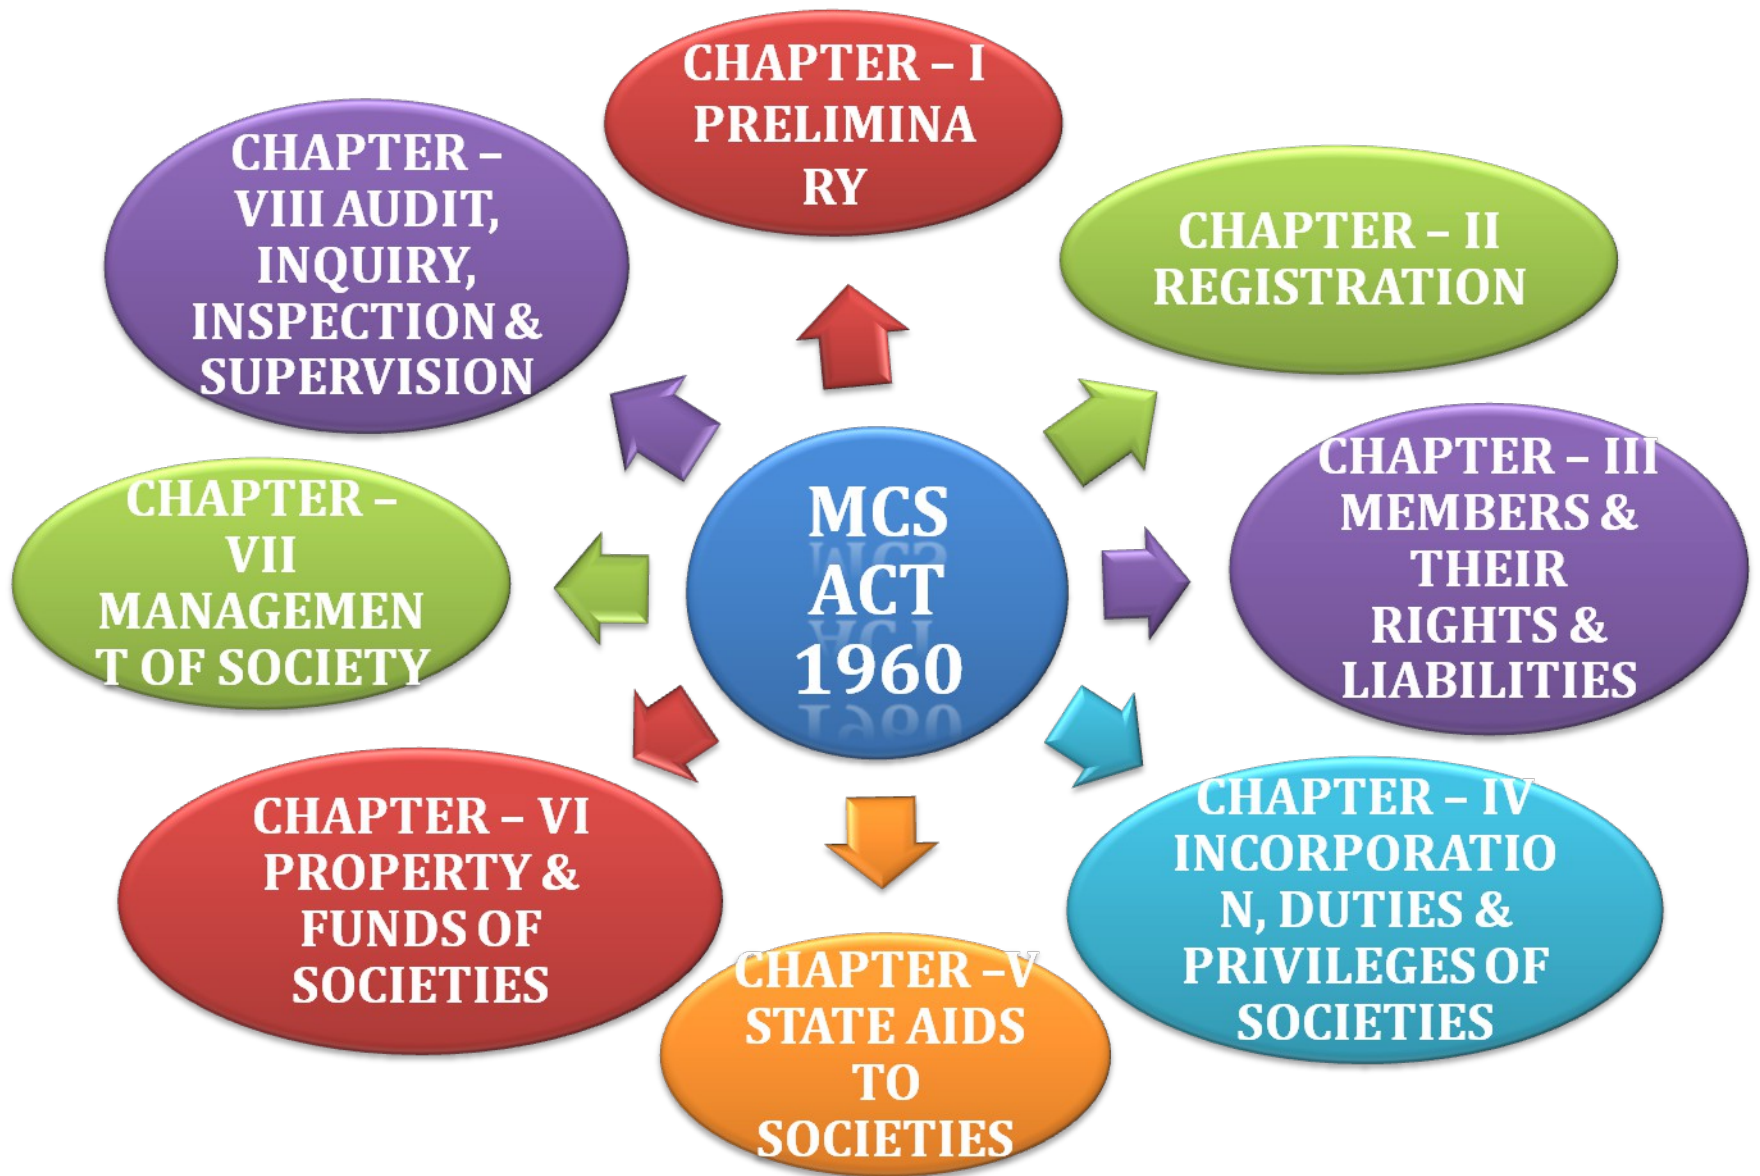 CHAPTER – I
PRELIMINA
RY
CHAPTER – II
REGISTRATION
CHAPTER – III
MEMBERS &
THEIR
RIGHTS &
LIABILITIES
CHAPTER – IV
INCORPORATIO
N, DUTIES &
PRIVILEGES OF
SOCIETIES
CHAPTER –V
STATE AIDS
TO
SOCIETIES
CHAPTER – VI
PROPERTY &
FUNDS OF
SOCIETIES
CHAPTER –
VII
MANAGEMEN
T OF SOCIETY
CHAPTER –
VIII AUDIT,
INQUIRY,
INSPECTION &
SUPERVISION
MCS
ACT
1960